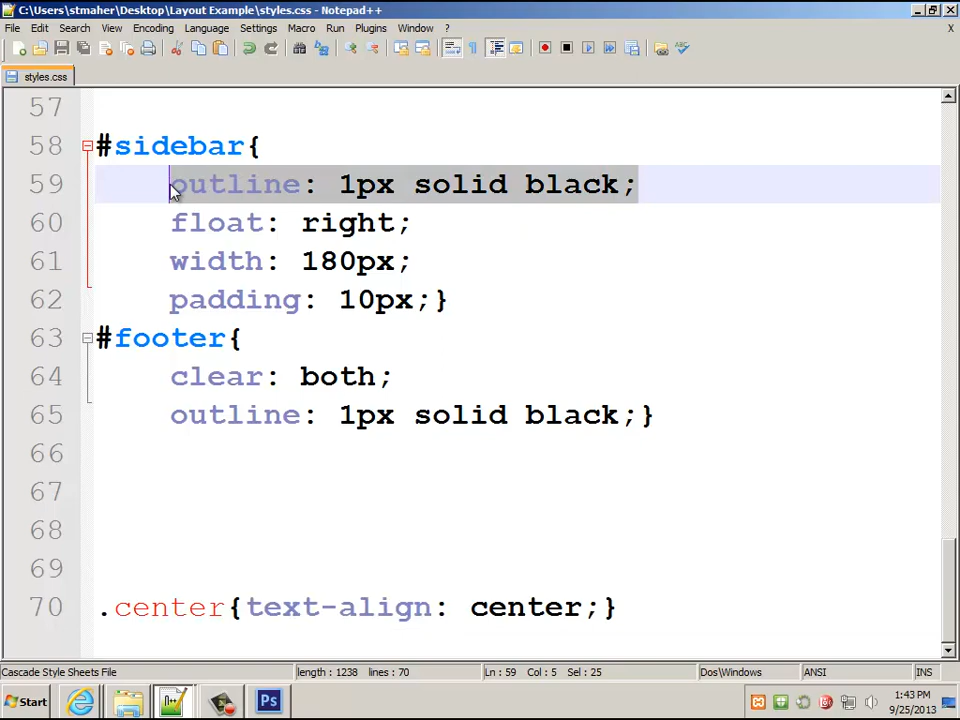 C:\Users\stmaher\Desktop\Layout Example\styles.css - Notepad++
File Edit Search View Encoding Language Settings Macro Run Plugins Window ? X
styles.css
57
58 #sidebar{
59 outline: 1px solid black;
60 float: right;
61 width: 180px;
62 padding: 10px;}
63 #footer{
64 clear: both;
65 outline: 1px solid black;}
66
67
68
69
70 .center{text-align: center;}
Cascade Style Sheets File length : 1238 lines : 70 Ln : 59 Col : 5 Sel : 25 Dos\Windows ANSI INS
Start Ps 1:43 PM
9/25/2013